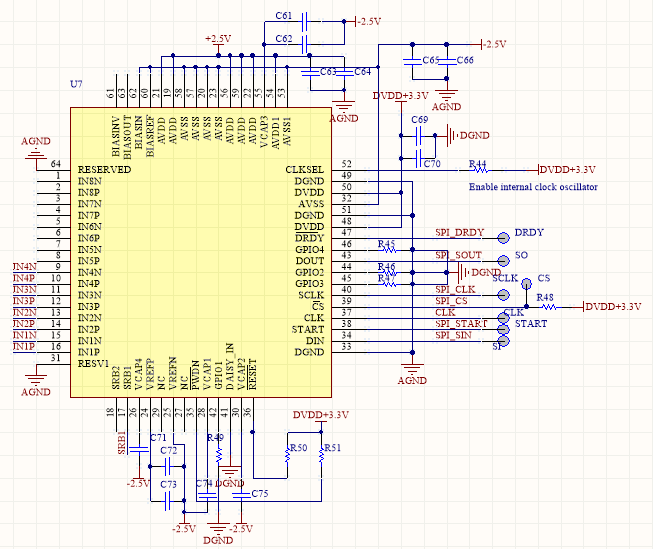 C61
-2.5V
C62
+2.5V
-2.5V
C63
C64
C65
C66
U7
AGND
AGND
DVDD+3.3V
61 63 62 60 21 19 58 57 20 23 56 59 22 55 54 53
BIASINV BIASOUT BIASIN BIASREF AVDD AVDD AVSS AVSS AVSS AVSS AVDD AVDD AVDD VCAP3 AVDD1 AVSS1
C69
DGND
C70
AGND
64 RESERVED
1 IN8N
2 IN8P
3 IN7N
4 IN7P
5 IN6N
6 IN6P
7 IN5N
8 IN5P
IN4N 9 IN4N
IN4P 10 IN4P
IN3N 11 IN3N
IN3P 12 IN3P
IN2N 13 IN2N
IN2P 14 IN2P
IN1N 15 IN1N
IN1P 16 IN1P
31 RESV1
AGND
CLKSEL 52 R44 DVDD+3.3V
Enable internal clock oscillator
DGND 49
DVDD 50
AVSS 32
DGND 51
DVDD 48
DRDY 47 SPI_DRDY DRDY
GPIO4 46 R45
DOUT 43 SPI_SOUT SO
GPIO2 44 R46 DGND
GPIO3 45 R47
SCLK CS
SCLK 40 SPI_CLK
CS 39 SPI_CS R48 DVDD+3.3V
CLK 37 CLK CLK
START 38 SPI_START START
DIN 34 SPI_SIN SI
DGND 33
AGND
SRB2 SRB1 VCAP4 VREFP NC VREFN NC PWDN VCAP1 GPIO1 DAISY_IN VCAP2 RESET
18 17 26 24 29 25 27 35 28 42 41 30 36
SRB1
DVDD+3.3V
C71
R49
R50
R51
C72
-2.5V
C73
C74
DGND
C75
-2.5V
DGND
-2.5V